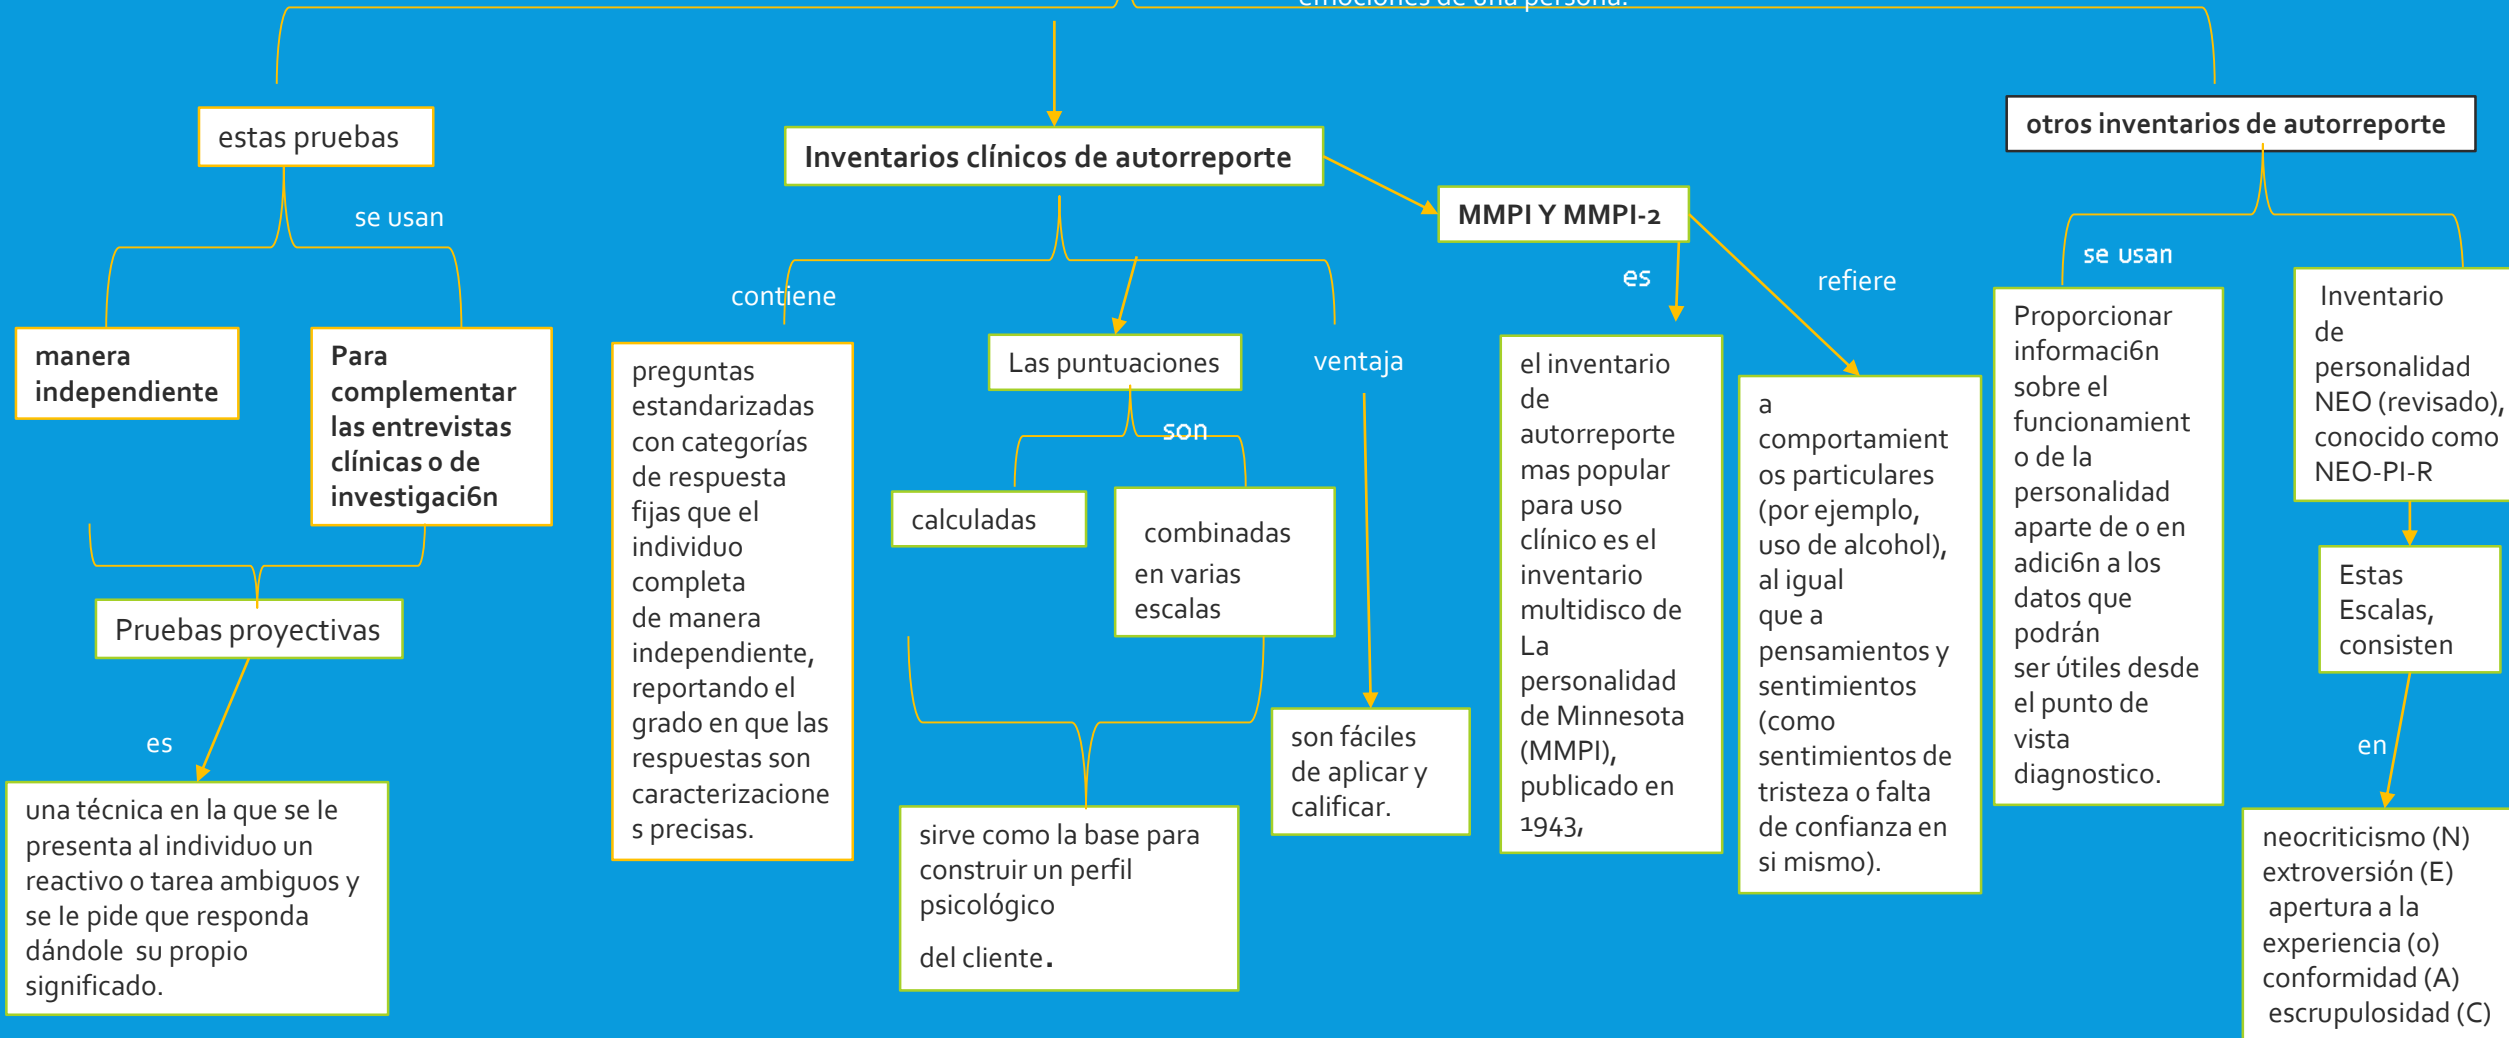 emociones de una persona.
estas pruebas
se usan
manera
independiente
Para
complementar
las entrevistas
clínicas o de
investigaci6n
Pruebas proyectivas
es
una técnica en la que se le
presenta al individuo un
reactivo o tarea ambiguos y
se le pide que responda
dándole su propio
significado.
Inventarios clínicos de autorreporte
contiene
preguntas
estandarizadas
con categorías
de respuesta
fijas que el
individuo
completa
de manera
independiente,
reportando el
grado en que las
respuestas son
caracterizacione
s precisas.
Las puntuaciones
son
calculadas
combinadas
en varias
escalas
sirve como la base para
construir un perfil
psicológico
del cliente.
ventaja
son fáciles
de aplicar y
calificar.
MMPI Y MMPI-2
es
el inventario
de
autorreporte
mas popular
para uso
clínico es el
inventario
multidisco de
La
personalidad
de Minnesota
(MMPI),
publicado en
1943,
refiere
a
comportamient
os particulares
(por ejemplo,
uso de alcohol),
al igual
que a
pensamientos y
sentimientos
(como
sentimientos de
tristeza o falta
de confianza en
si mismo).
otros inventarios de autorreporte
se usan
Proporcionar
informaci6n
sobre el
funcionamient
o de la
personalidad
aparte de o en
adici6n a los
datos que
podrán
ser útiles desde
el punto de
vista
diagnostico.
Inventario
de
personalidad
NEO (revisado),
conocido como
NEO-PI-R
Estas
Escalas,
consisten
en
neocriticismo (N)
extroversión (E)
apertura a la
experiencia (o)
conformidad (A)
escrupulosidad (C)